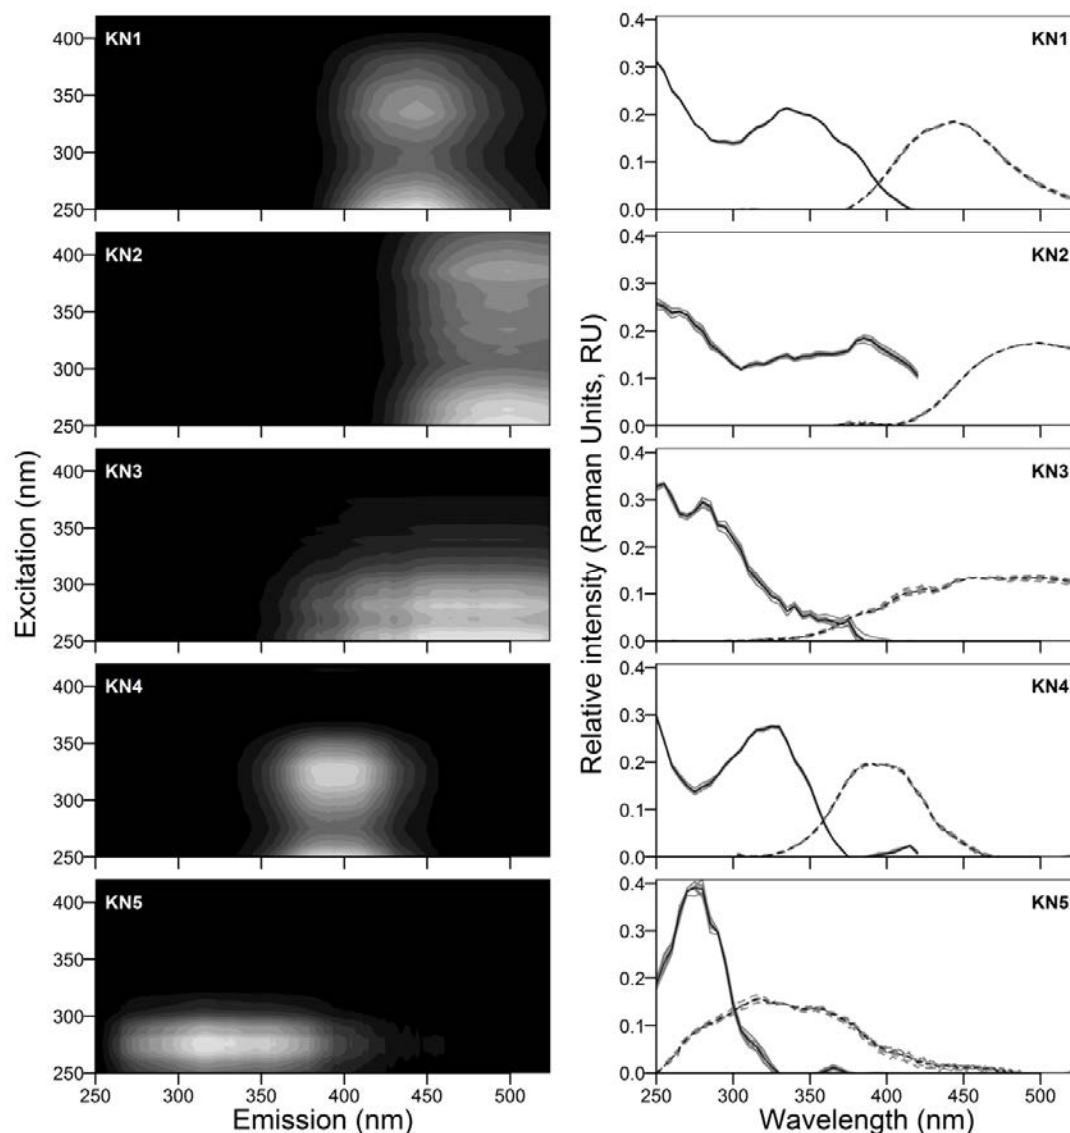 KN1
400
350
300
250
KN2
400
350
300
250
KN3
400
350
300
250
KN4
400
350
300
250
KN5
400
350
300
250
250 300 350 400 450 500
Emission (nm)
Excitation (nm)
KN1
0.4
0.3
0.2
0.1
0.0
KN2
0.4
0.3
0.2
0.1
0.0
KN3
0.4
0.3
0.2
0.1
0.0
KN4
0.4
0.3
0.2
0.1
0.0
KN5
0.4
0.3
0.2
0.1
0.0
250 300 350 400 450 500
Wavelength (nm)
Relative intensity (Raman Units, RU)